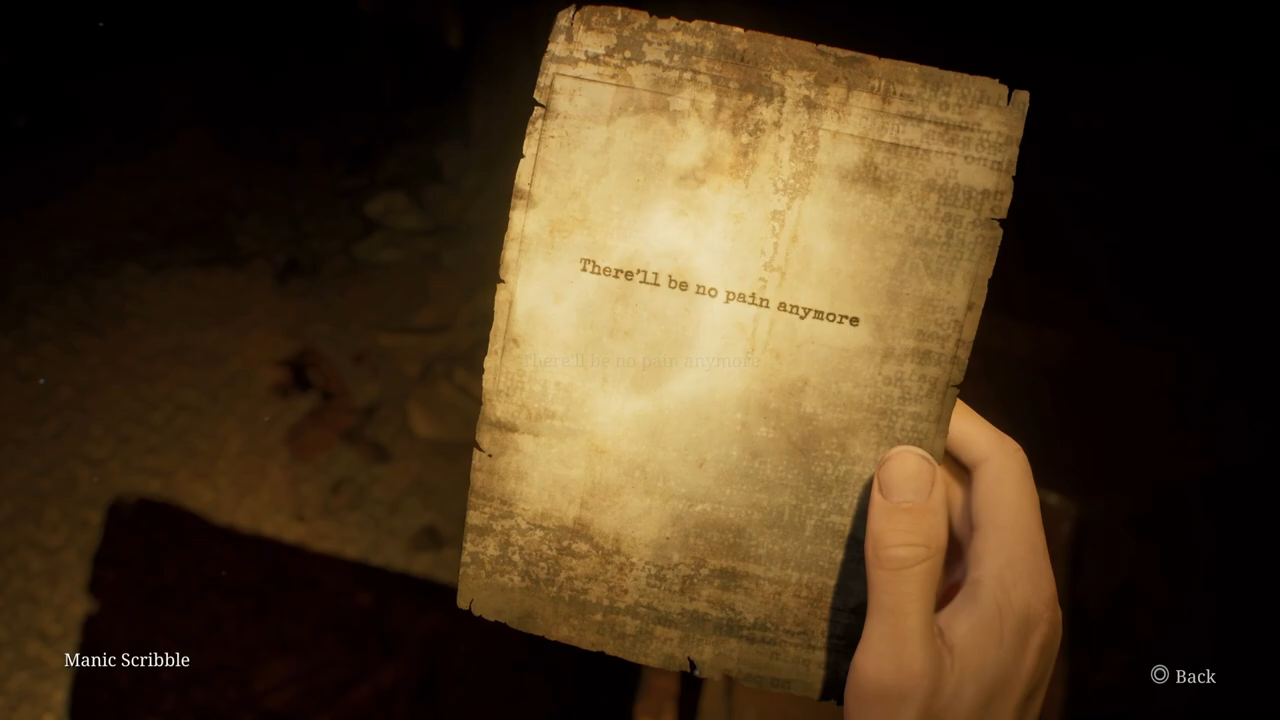 There'll be no pain anymore
there'll be no pain anymore
Manic Scribble
Back